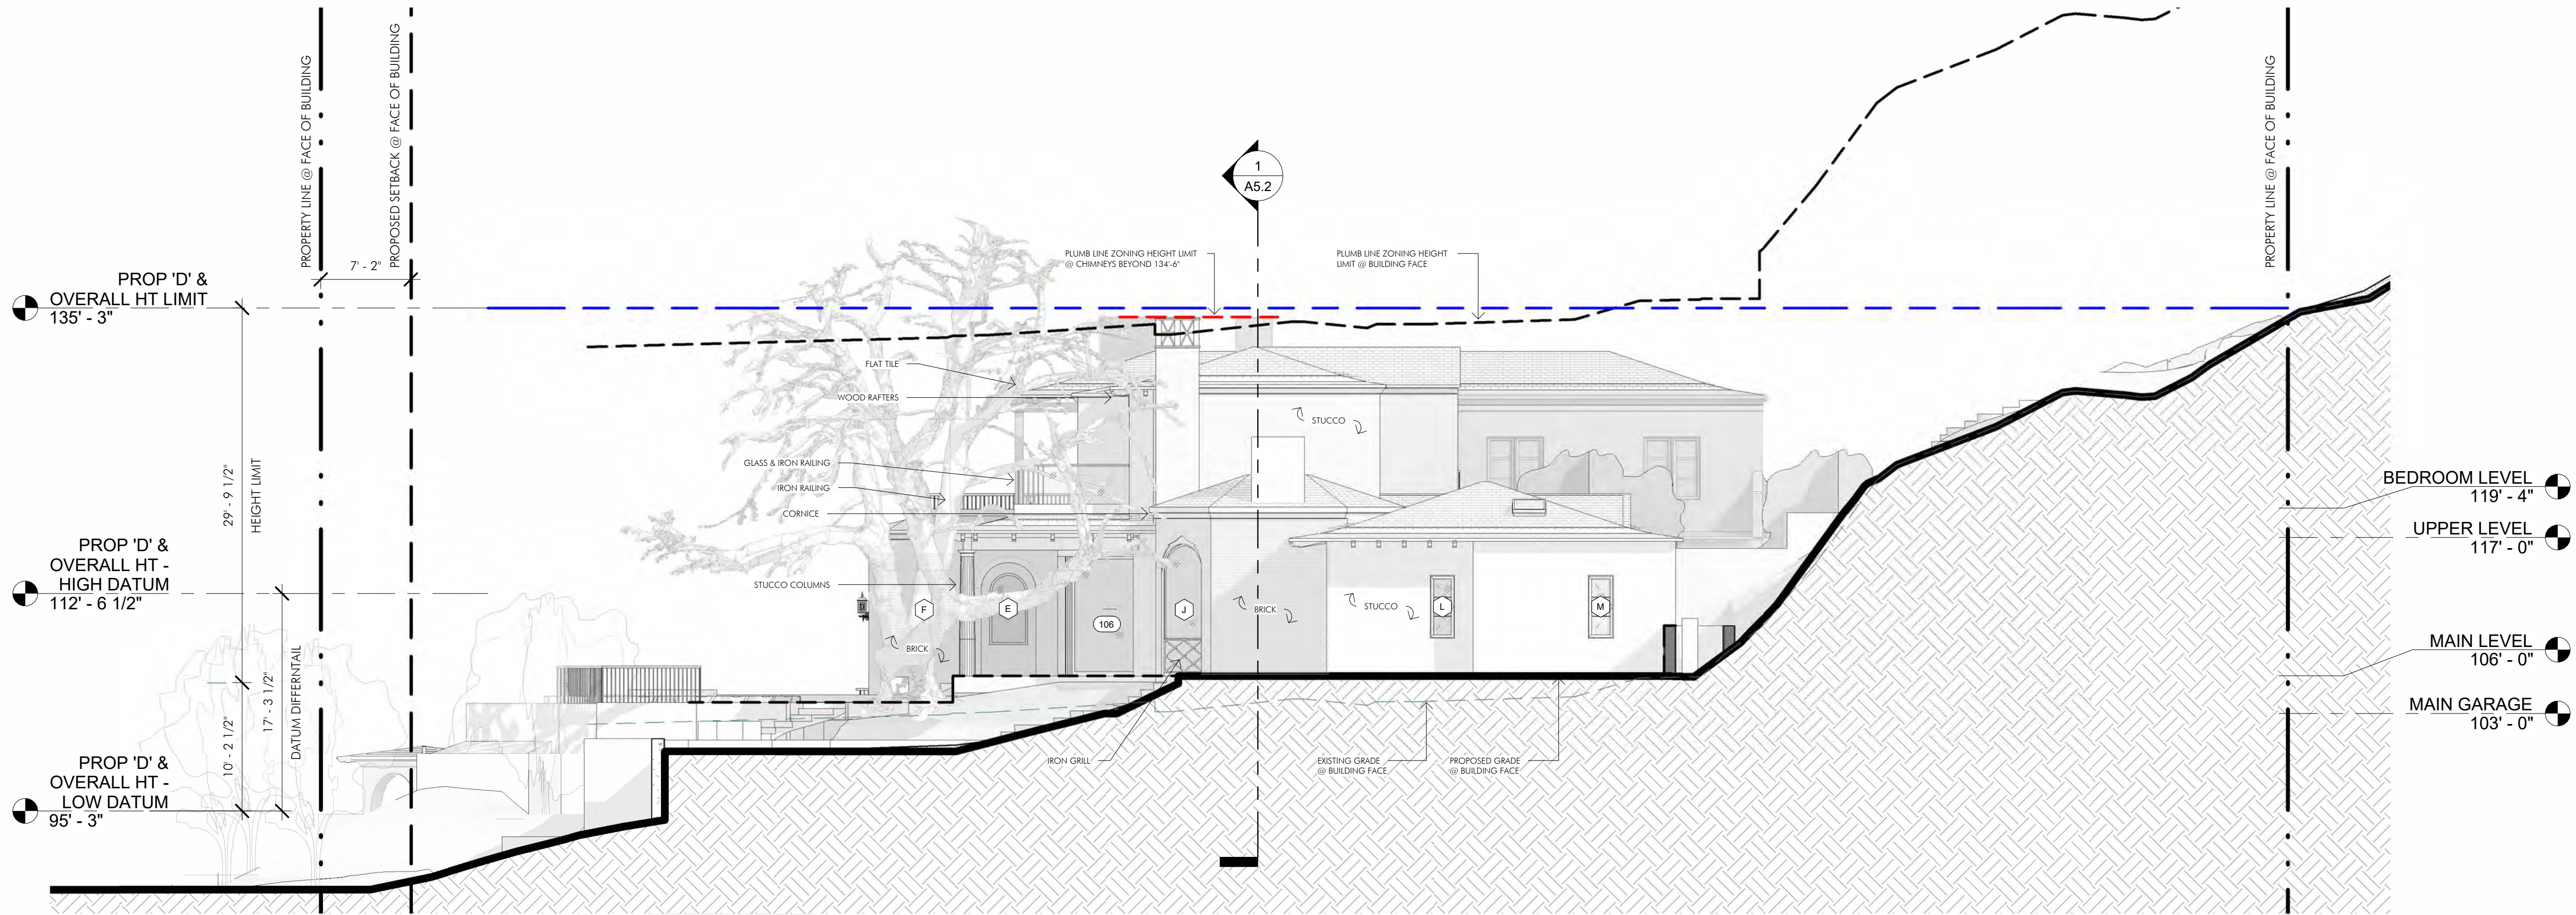 PROPERTY LINE @ FACE OF BUILDING
PROPOSED SETBACK @ FACE OF BUILDING
PROPERTY LINE @ FACE OF BUILDING
7' - 2"
1
A5.2
PLUMB LINE ZONING HEIGHT LIMIT
@ CHIMNEYS BEYOND 134'-6"
PLUMB LINE ZONING HEIGHT
LIMIT @ BUILDING FACE
PROP 'D' &
OVERALL HT LIMIT
135' - 3"
FLAT TILE
WOOD RAFTERS
STUCCO
GLASS & IRON RAILING
IRON RAILING
CORNICE
29' - 9 1/2"
HEIGHT LIMIT
BEDROOM LEVEL
119' - 4"
UPPER LEVEL
117' - 0"
PROP 'D' &
OVERALL HT -
HIGH DATUM
112' - 6 1/2"
STUCCO COLUMNS
F
E
106
J
BRICK
STUCCO
L
M
BRICK
MAIN LEVEL
106' - 0"
MAIN GARAGE
103' - 0"
10' - 2 1/2"
17' - 3 1/2"
DATUM DIFFERNTAIL
PROP 'D' &
OVERALL HT -
LOW DATUM
95' - 3"
IRON GRILL
EXISTING GRADE
@ BUILDING FACE
PROPOSED GRADE
@ BUILDING FACE